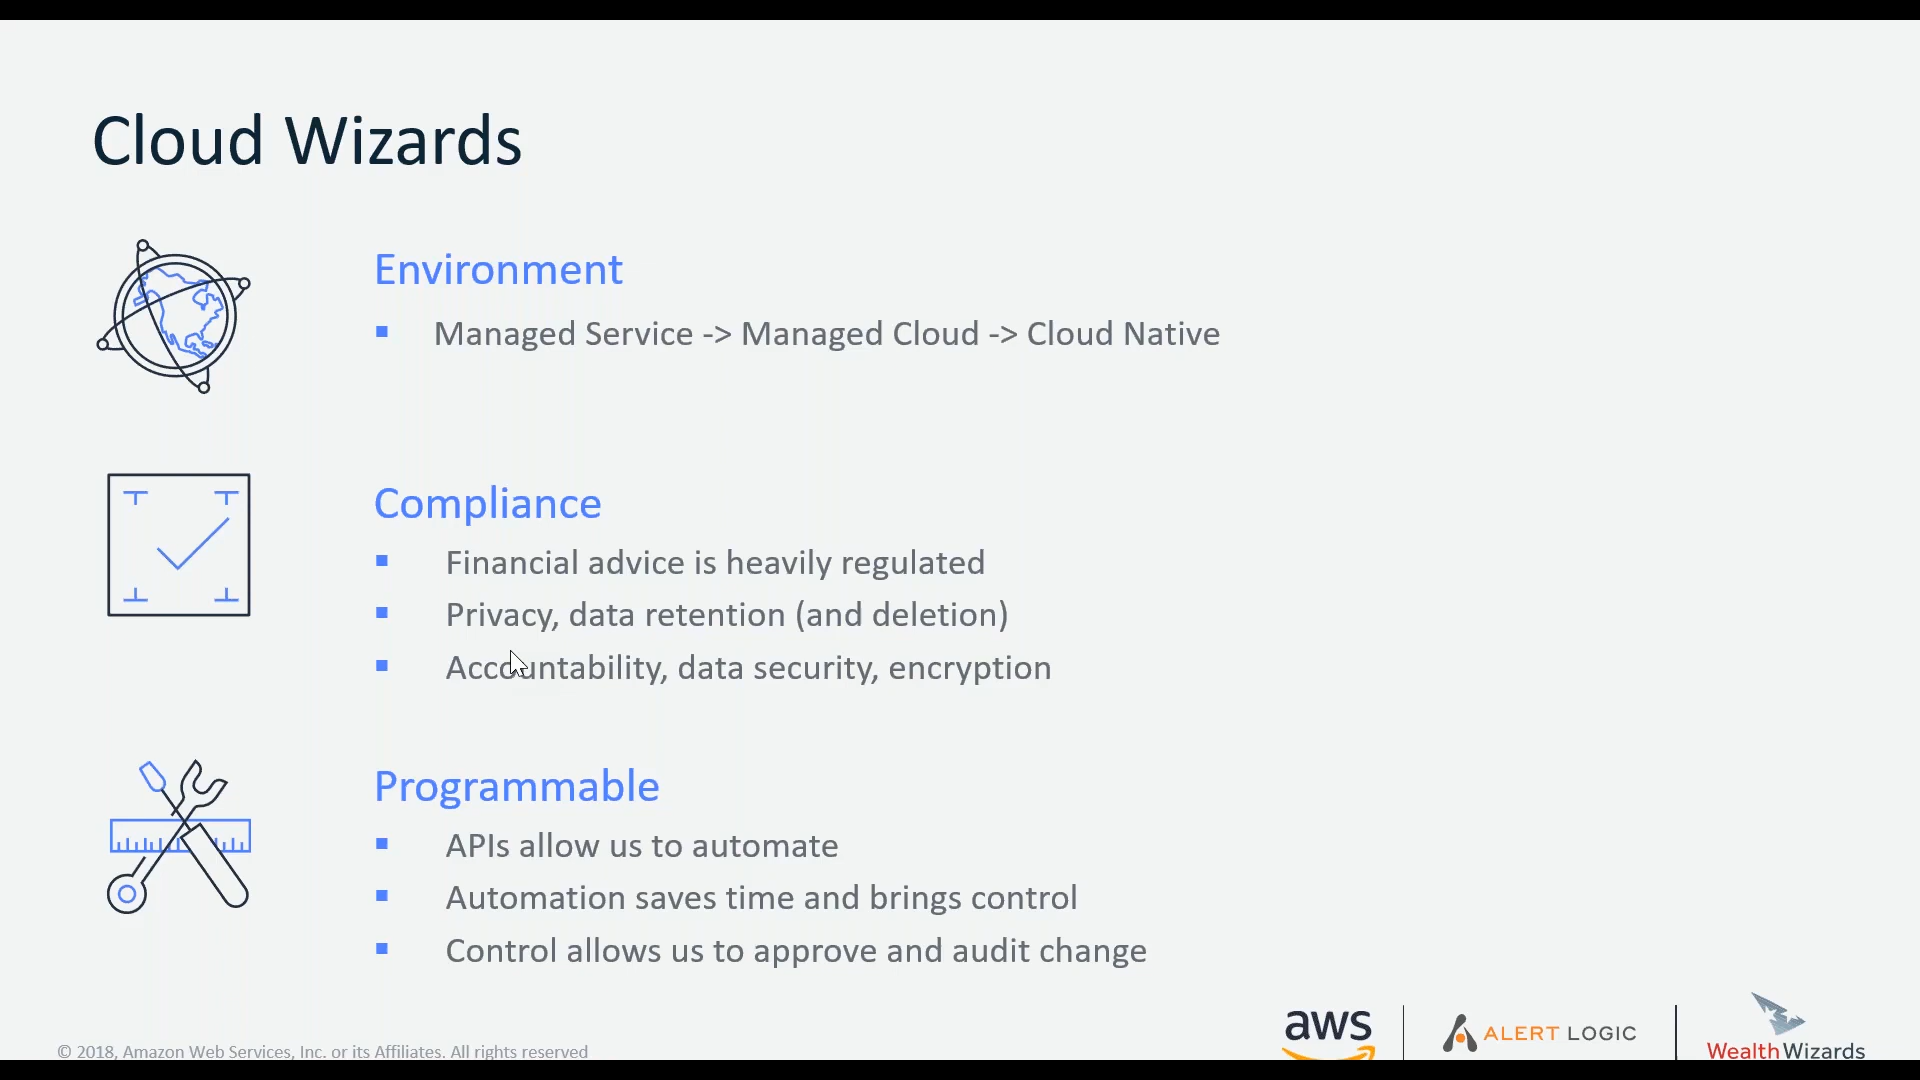 Cloud Wizards
Environment
Managed Service -> Managed Cloud -> Cloud Native
Compliance
Financial advice is heavily regulated
Privacy, data retention (and deletion)
Accountability, data security, encryption
Programmable
APIs allow us to automate
Automation saves time and brings control
Control allows us to approve and audit change
© 2018, Amazon Web Services, Inc. or its Affiliates. All rights reserved
aws
ALERT LOGIC
WealthWizards